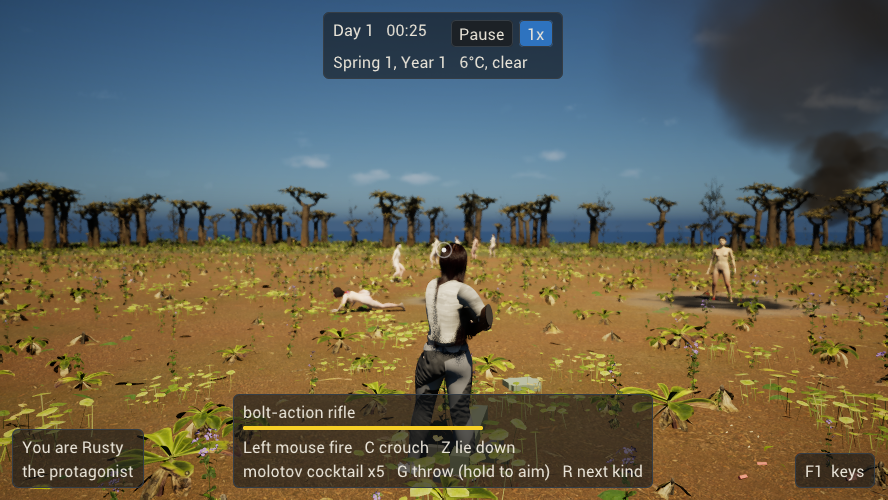 Day 1 00:25 Pause 1x
Spring 1, Year 1 6°C, clear
bolt-action rifle
Left mouse fire C crouch Z lie down
molotov cocktail x5 G throw (hold to aim) R next kind
You are Rusty
the protagonist
F1 keys